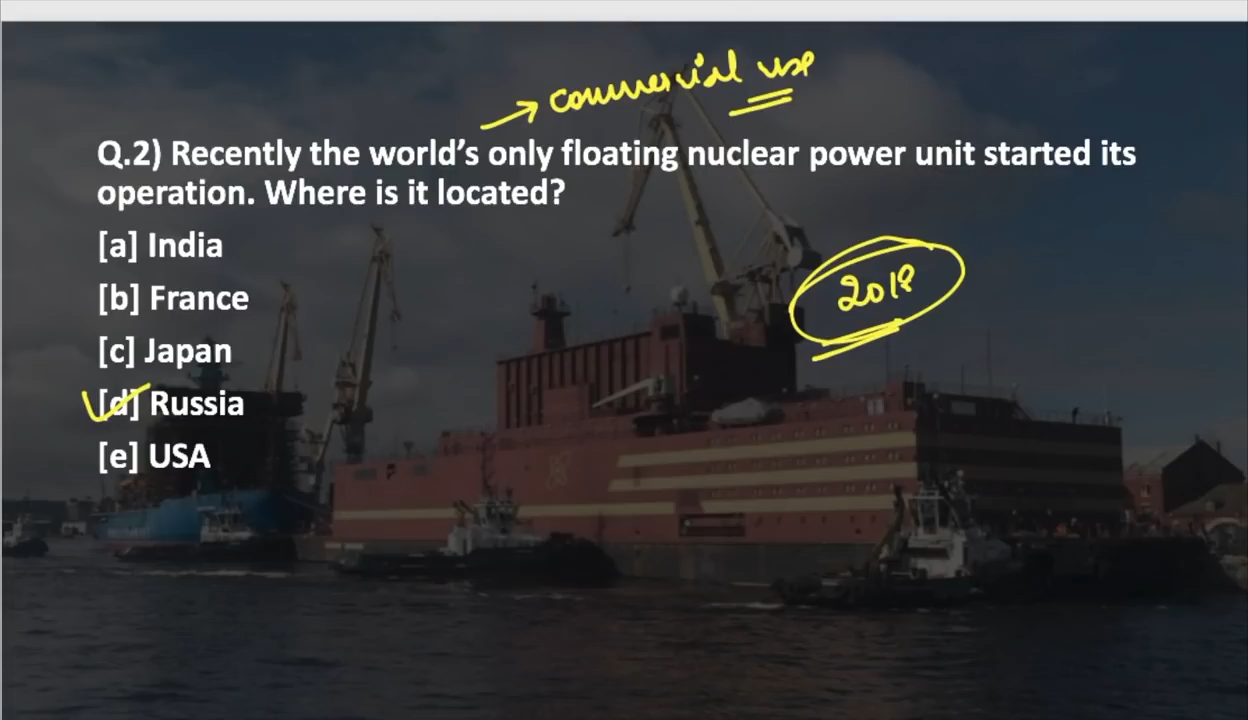 commercial use
Q.2) Recently the world's only floating nuclear power unit started its
operation. Where is it located?
[a] India
[b] France
2018
[c] Japan
[d] Russia
[e] USA